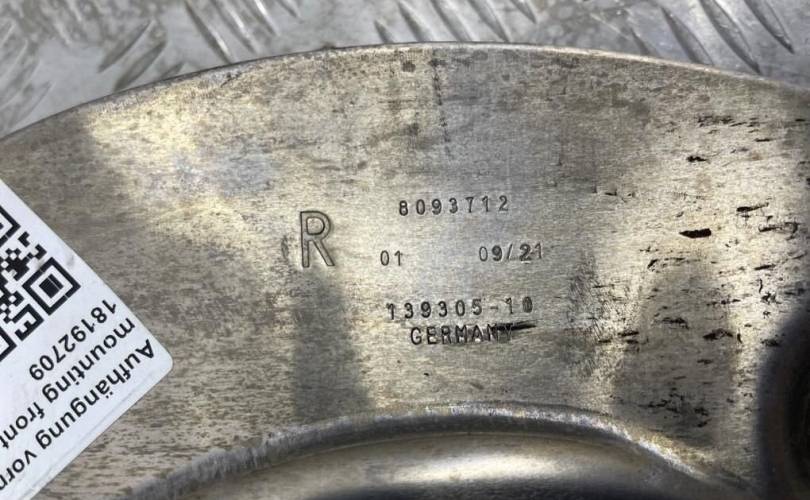 8093712
R
01 09/21
139305-10
GERMANY
Aufhängung vorn
mounting front
18192709